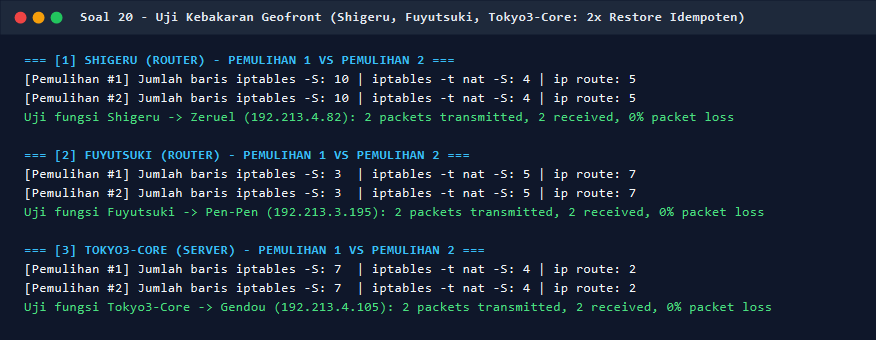 Soal 20 - Uji Kebakaran Geofront (Shigeru, Fuyutsuki, Tokyo3-Core: 2x Restore Idempoten)
=== [1] SHIGERU (ROUTER) - PEMULIHAN 1 VS PEMULIHAN 2 ===
[Pemulihan #1] Jumlah baris iptables -S: 10 | iptables -t nat -S: 4 | ip route: 5
[Pemulihan #2] Jumlah baris iptables -S: 10 | iptables -t nat -S: 4 | ip route: 5
Uji fungsi Shigeru -> Zeruel (192.213.4.82): 2 packets transmitted, 2 received, 0% packet loss
=== [2] FUYUTSUKI (ROUTER) - PEMULIHAN 1 VS PEMULIHAN 2 ===
[Pemulihan #1] Jumlah baris iptables -S: 3  | iptables -t nat -S: 5 | ip route: 7
[Pemulihan #2] Jumlah baris iptables -S: 3  | iptables -t nat -S: 5 | ip route: 7
Uji fungsi Fuyutsuki -> Pen-Pen (192.213.3.195): 2 packets transmitted, 2 received, 0% packet loss
=== [3] TOKYO3-CORE (SERVER) - PEMULIHAN 1 VS PEMULIHAN 2 ===
[Pemulihan #1] Jumlah baris iptables -S: 7  | iptables -t nat -S: 4 | ip route: 2
[Pemulihan #2] Jumlah baris iptables -S: 7  | iptables -t nat -S: 4 | ip route: 2
Uji fungsi Tokyo3-Core -> Gendou (192.213.4.105): 2 packets transmitted, 2 received, 0% packet loss